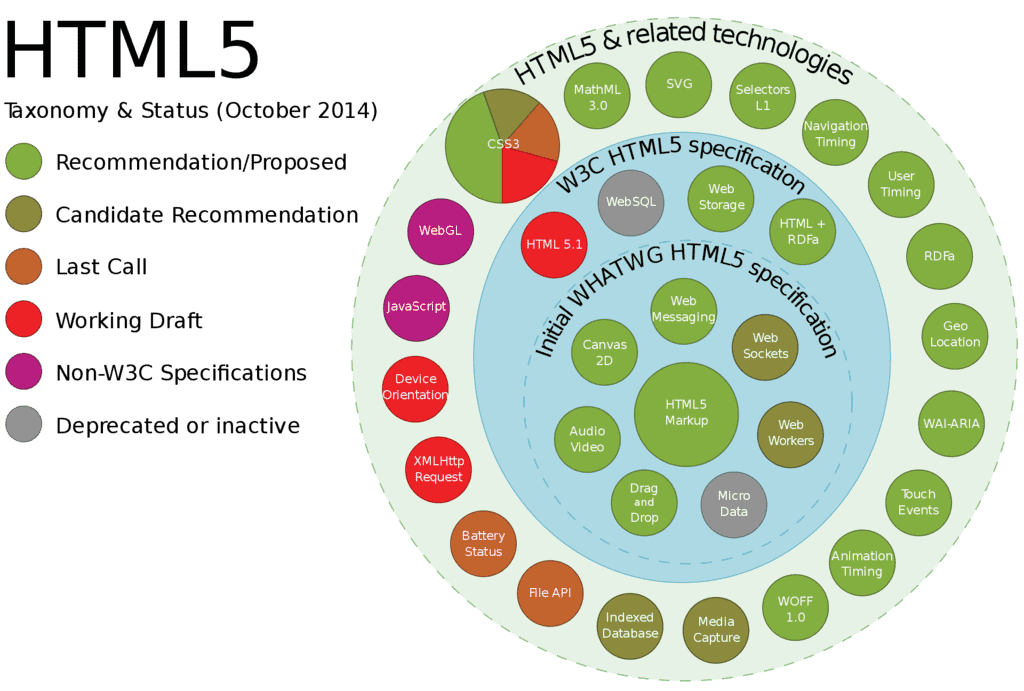 HTML5
Taxonomy & Status (October 2014)
Recommendation/Proposed
Candidate Recommendation
Last Call
Working Draft
Non-W3C Specifications
Deprecated or inactive
HTML5 & related technologies
CSS3
MathML
3.0
SVG
Selectors
L1
Navigation
Timing
User
Timing
RDFa
Geo
Location
WAI-ARIA
Touch
Events
Animation
Timing
WOFF
1.0
Media
Capture
Indexed
Database
File API
Battery
Status
XMLHttp
Request
Device
Orientation
JavaScript
WebGL
W3C HTML5 specification
HTML 5.1
WebSQL
Web
Storage
HTML +
RDFa
Initial WHATWG HTML5 specification
Web
Messaging
Web
Sockets
Web
Workers
Micro
Data
Drag
and
Drop
Audio
Video
Canvas
2D
HTML5
Markup